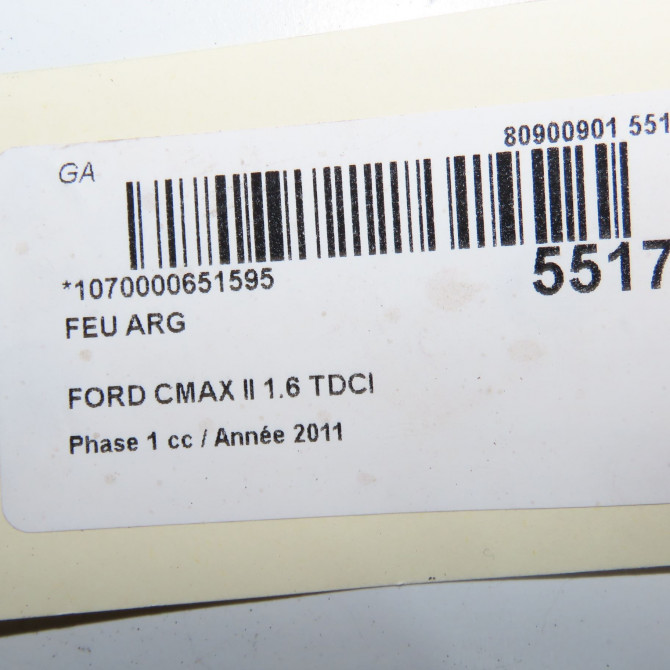 80900901 551
GA
*1070000651595
5517
FEU ARG
FORD CMAX II 1.6 TDCI
Phase 1 cc / Année 2011